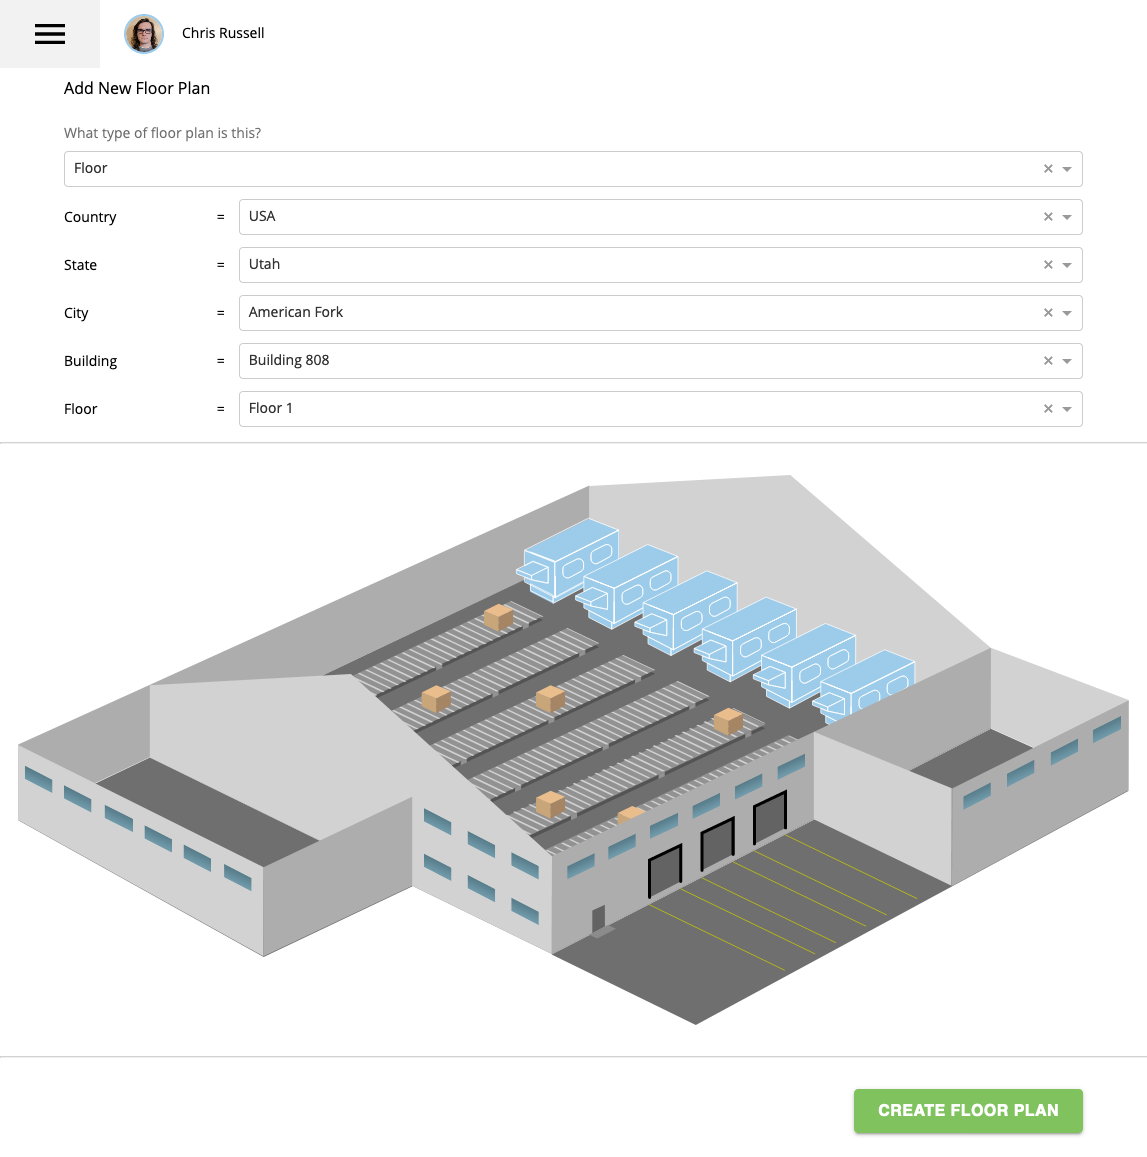 Chris Russell
Add New Floor Plan
What type of floor plan is this?
Floor
Country = USA
State = Utah
City = American Fork
Building = Building 808
Floor = Floor 1
CREATE FLOOR PLAN